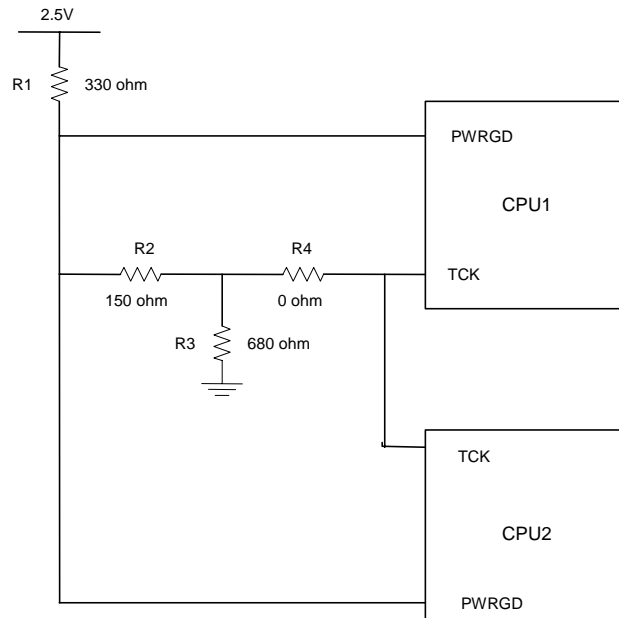 2.5V
R1 330 ohm
PWRGD
CPU1
R2 R4
TCK
150 ohm 0 ohm
R3 680 ohm
TCK
CPU2
PWRGD